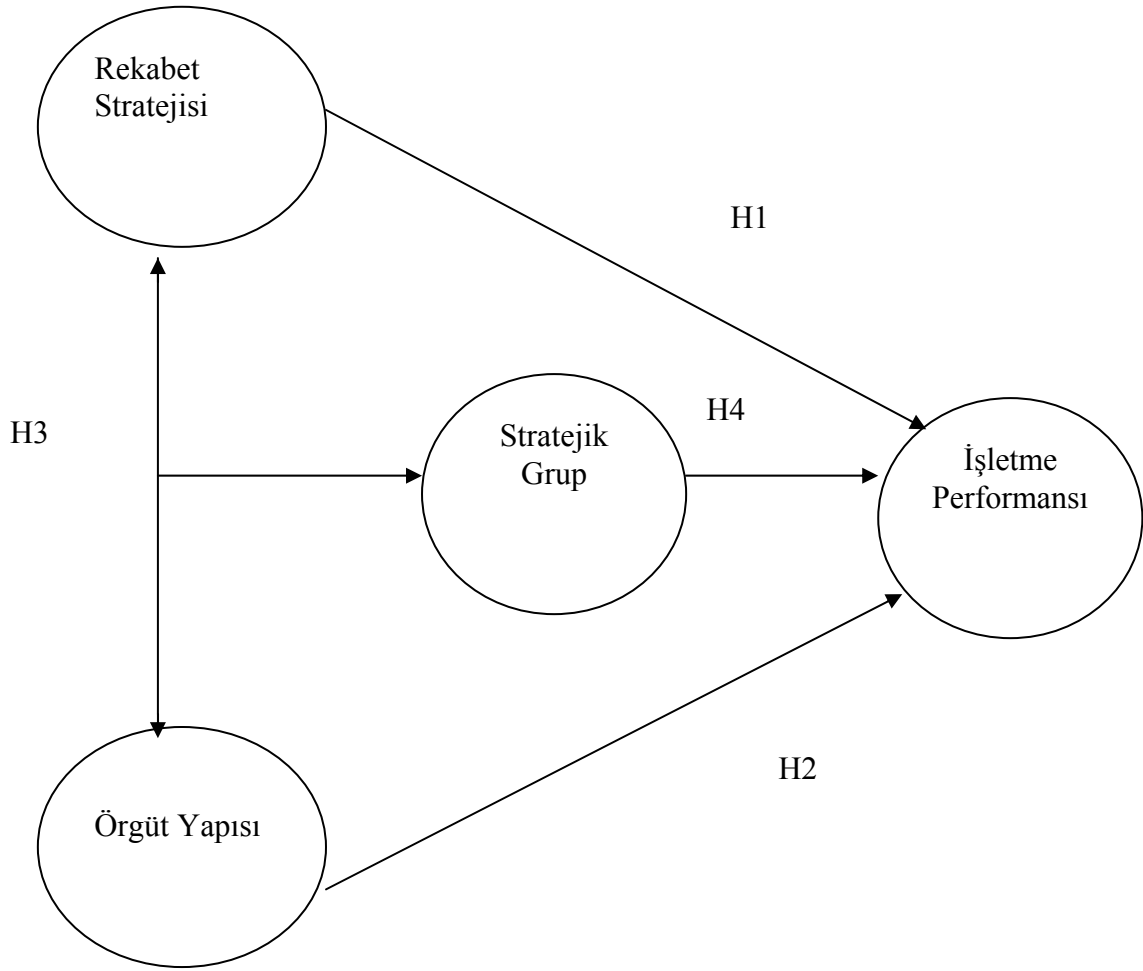 Rekabet
Stratejisi
H1
H3
Stratejik
Grup
H4
İşletme
Performansı
H2
Örgüt Yapısı